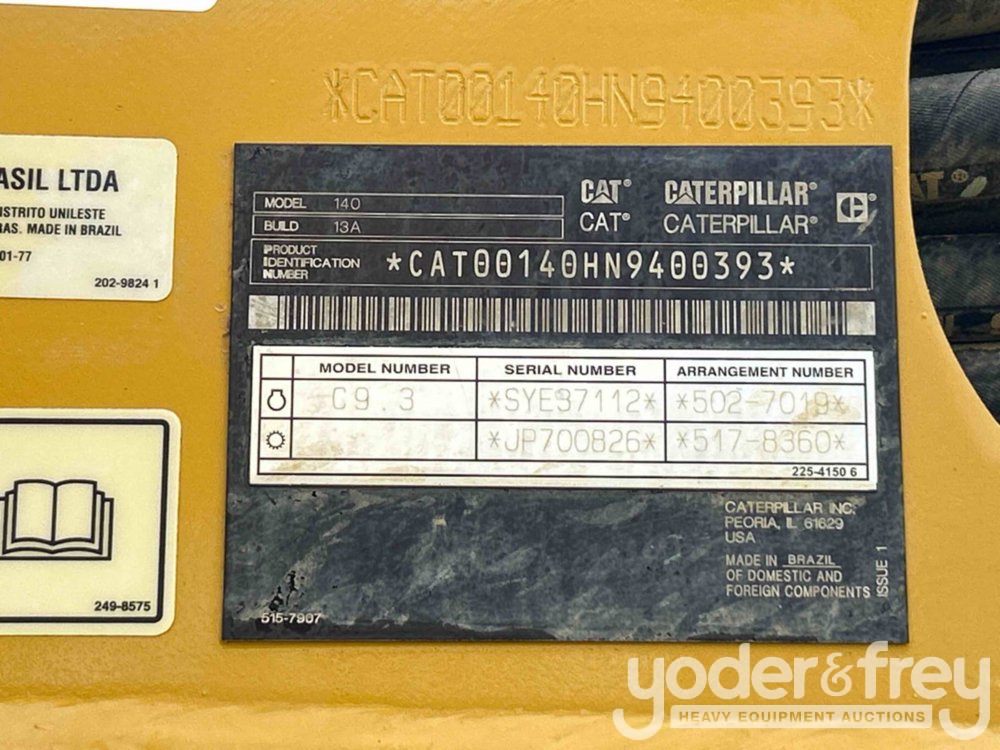 *CAT00140HN9400393*
ASIL LTDA
ISTRITO UNILESTE
RAS. MADE IN BRAZIL
01-77
202-9824 1
MODEL 140
BUILD 13A
CAT® CATERPILLAR®
CAT® CATERPILLAR®
PRODUCT
IDENTIFICATION
NUMBER
*CAT00140HN9400393*
MODEL NUMBER SERIAL NUMBER ARRANGEMENT NUMBER
C9.3 *SYE37112* *502-7019*
*JP700826* *517-8360*
225-4150 6
CATERPILLAR INC.
PEORIA, IL 61629
USA
MADE IN BRAZIL
OF DOMESTIC AND
FOREIGN COMPONENTS
ISSUE 1
515-7907
249-8575
yoder&frey
HEAVY EQUIPMENT AUCTIONS